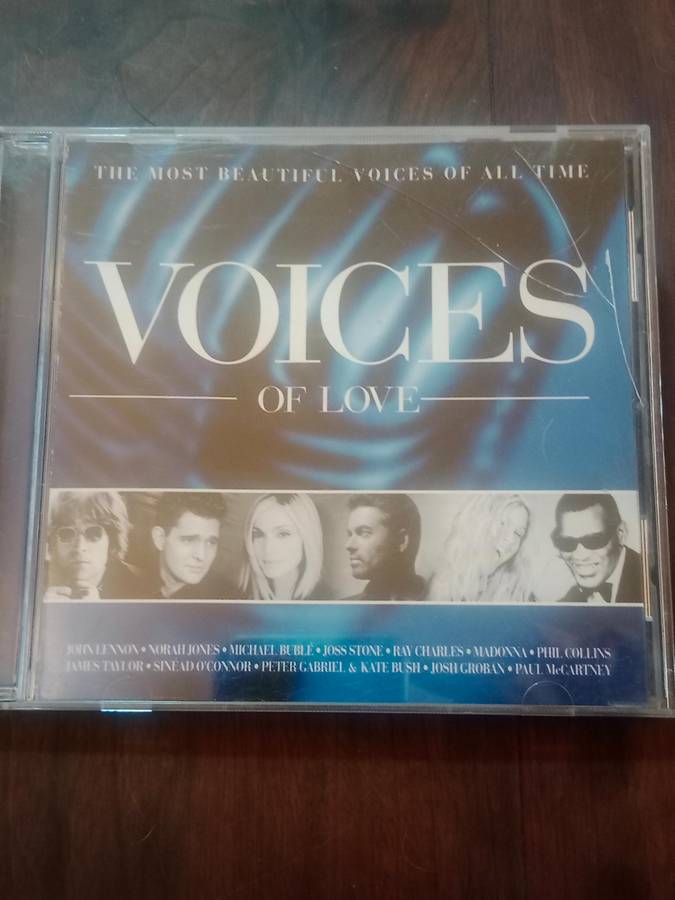 THE MOST BEAUTIFUL VOICES OF ALL TIME
VOICES
OF LOVE
JOHN LENNON • NORAH JONES • MICHAEL BUBLÉ • JOSS STONE • RAY CHARLES • MADONNA • PHIL COLLINS
JAMES TAYLOR • SINÉAD O'CONNOR • PETER GABRIEL & KATE BUSH • JOSH GROBAN • PAUL McCARTNEY